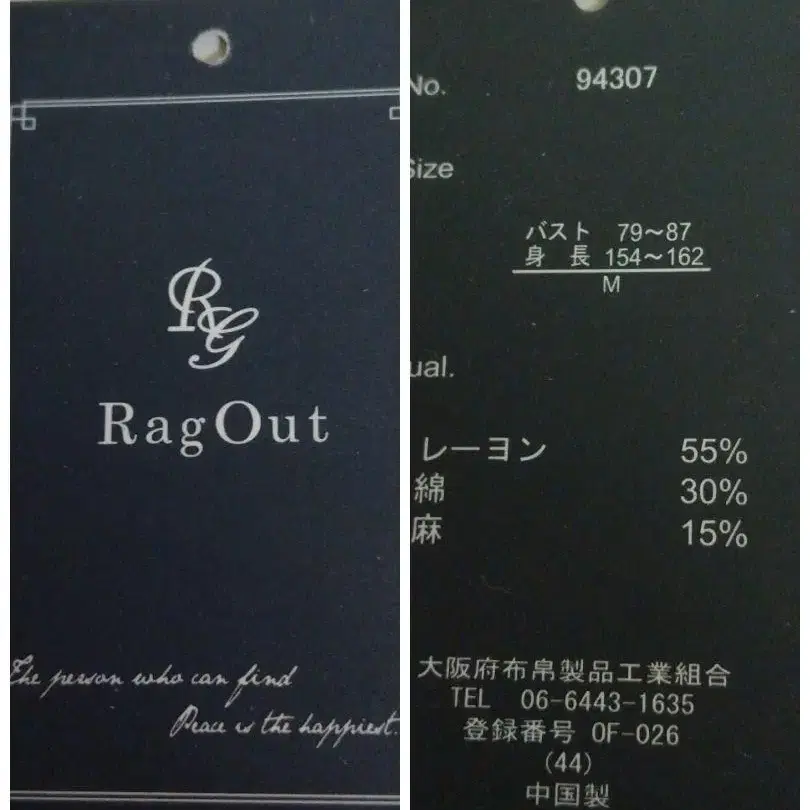 RG
RagOut
The person who can find
Peace is the happiest.
No. 94307
Size
バスト 79～87
身 長 154～162
M
ual.
レーヨン 55%
綿 30%
麻 15%
大阪府布帛製品工業組合
TEL 06-6443-1635
登録番号 OF-026
(44)
中国製